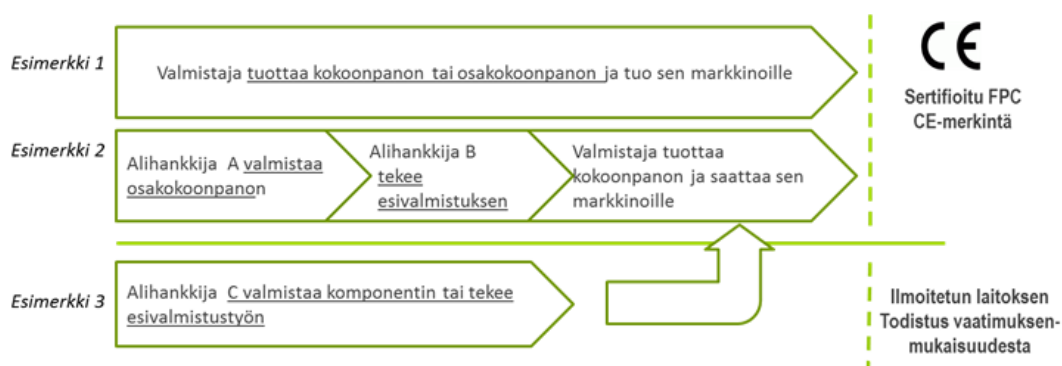 Esimerkki 1
Valmistaja tuottaa kokoonpanon tai osakokoonpanon ja tuo sen markkinoille
CE
Sertifioitu FPC
CE-merkintä
Esimerkki 2
Alihankkija A valmistaa
osakokoonpanon
Alihankkija B
tekee
esivalmistuksen
Valmistaja tuottaa
kokoonpanon ja saattaa sen
markkinoille
Esimerkki 3
Alihankkija C valmistaa komponentin tai tekee
esivalmistustyön
Ilmoitetun laitoksen
Todistus vaatimuksen-
mukaisuudesta